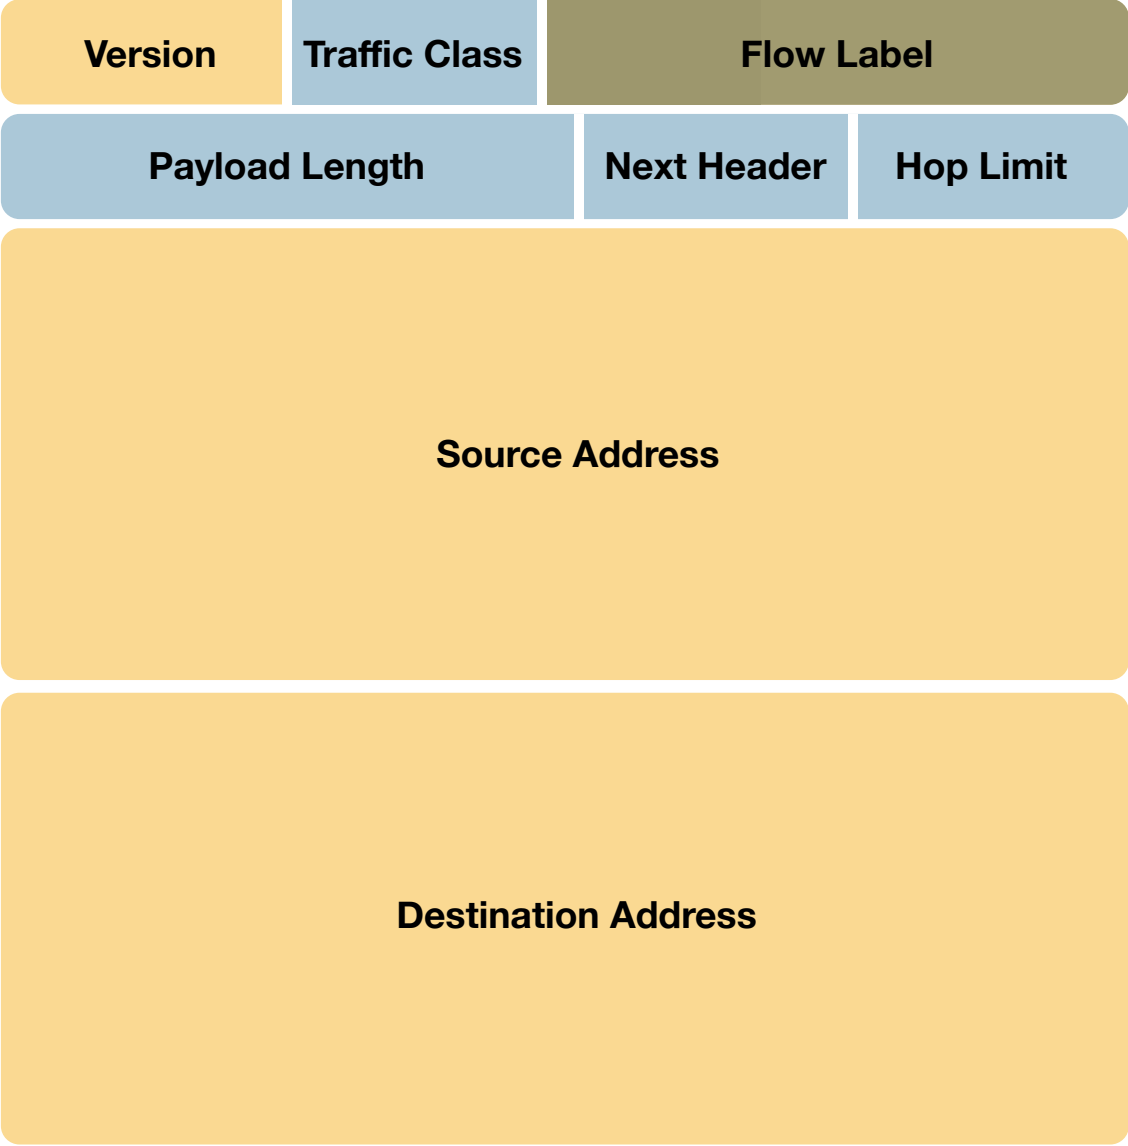 Version
Traffic Class
Flow Label
Payload Length
Next Header
Hop Limit
Source Address
Destination Address